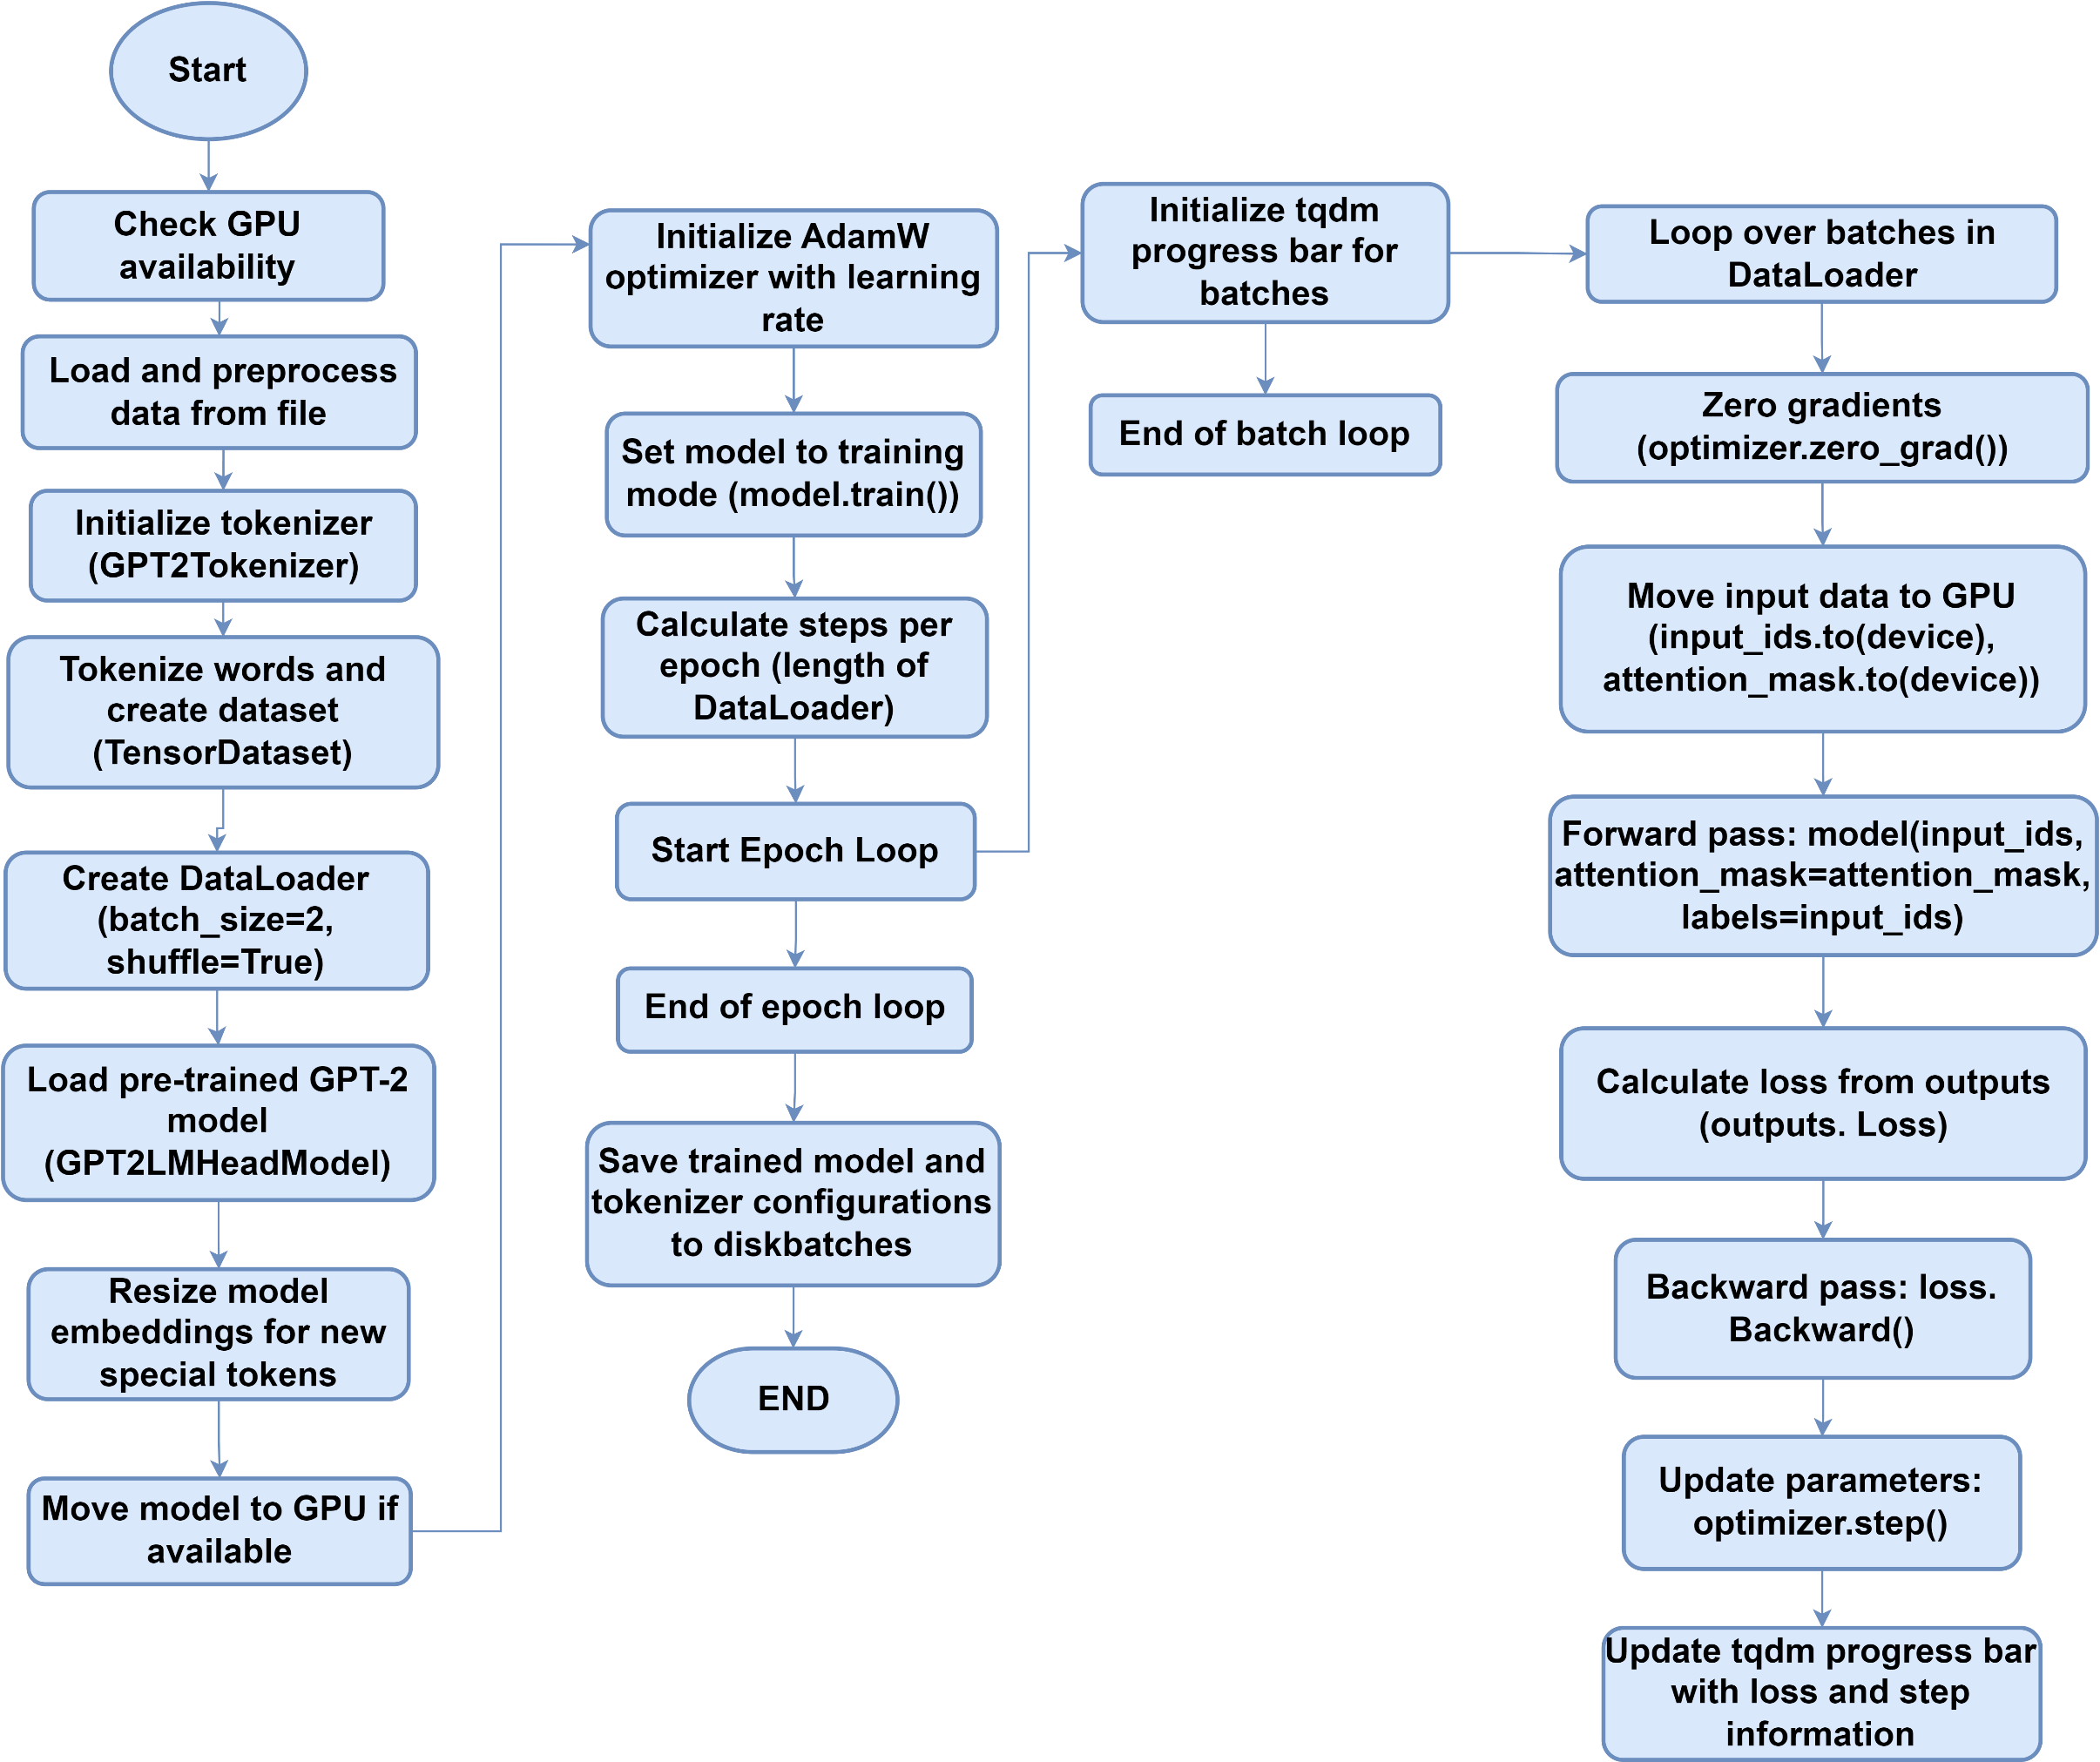 Start
Check GPU
availability
Load and preprocess
data from file
Initialize tokenizer
(GPT2Tokenizer)
Tokenize words and
create dataset
(TensorDataset)
Create DataLoader
(batch_size=2,
shuffle=True)
Load pre-trained GPT-2
model
(GPT2LMHeadModel)
Resize model
embeddings for new
special tokens
Move model to GPU if
available
Initialize AdamW
optimizer with learning
rate
Set model to training
mode (model.train())
Calculate steps per
epoch (length of
DataLoader)
Start Epoch Loop
End of epoch loop
Save trained model and
tokenizer configurations
to diskbatches
END
Initialize tqdm
progress bar for
batches
End of batch loop
Loop over batches in
DataLoader
Zero gradients
(optimizer.zero_grad())
Move input data to GPU
(input_ids.to(device),
attention_mask.to(device))
Forward pass: model(input_ids,
attention_mask=attention_mask,
labels=input_ids)
Calculate loss from outputs
(outputs. Loss)
Backward pass: loss.
Backward()
Update parameters:
optimizer.step()
Update tqdm progress bar
with loss and step
information